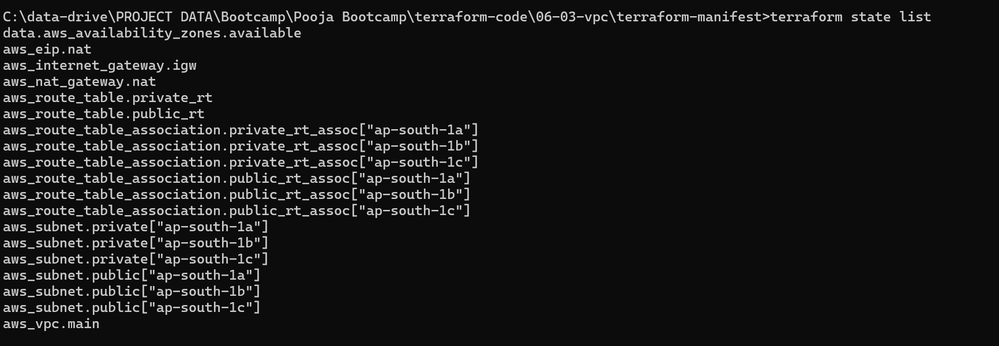 C:\data-drive\PROJECT DATA\Bootcamp\Pooja Bootcamp\terraform-code\06-03-vpc\terraform-manifest>terraform state list
data.aws_availability_zones.available
aws_eip.nat
aws_internet_gateway.igw
aws_nat_gateway.nat
aws_route_table.private_rt
aws_route_table.public_rt
aws_route_table_association.private_rt_assoc["ap-south-1a"]
aws_route_table_association.private_rt_assoc["ap-south-1b"]
aws_route_table_association.private_rt_assoc["ap-south-1c"]
aws_route_table_association.public_rt_assoc["ap-south-1a"]
aws_route_table_association.public_rt_assoc["ap-south-1b"]
aws_route_table_association.public_rt_assoc["ap-south-1c"]
aws_subnet.private["ap-south-1a"]
aws_subnet.private["ap-south-1b"]
aws_subnet.private["ap-south-1c"]
aws_subnet.public["ap-south-1a"]
aws_subnet.public["ap-south-1b"]
aws_subnet.public["ap-south-1c"]
aws_vpc.main